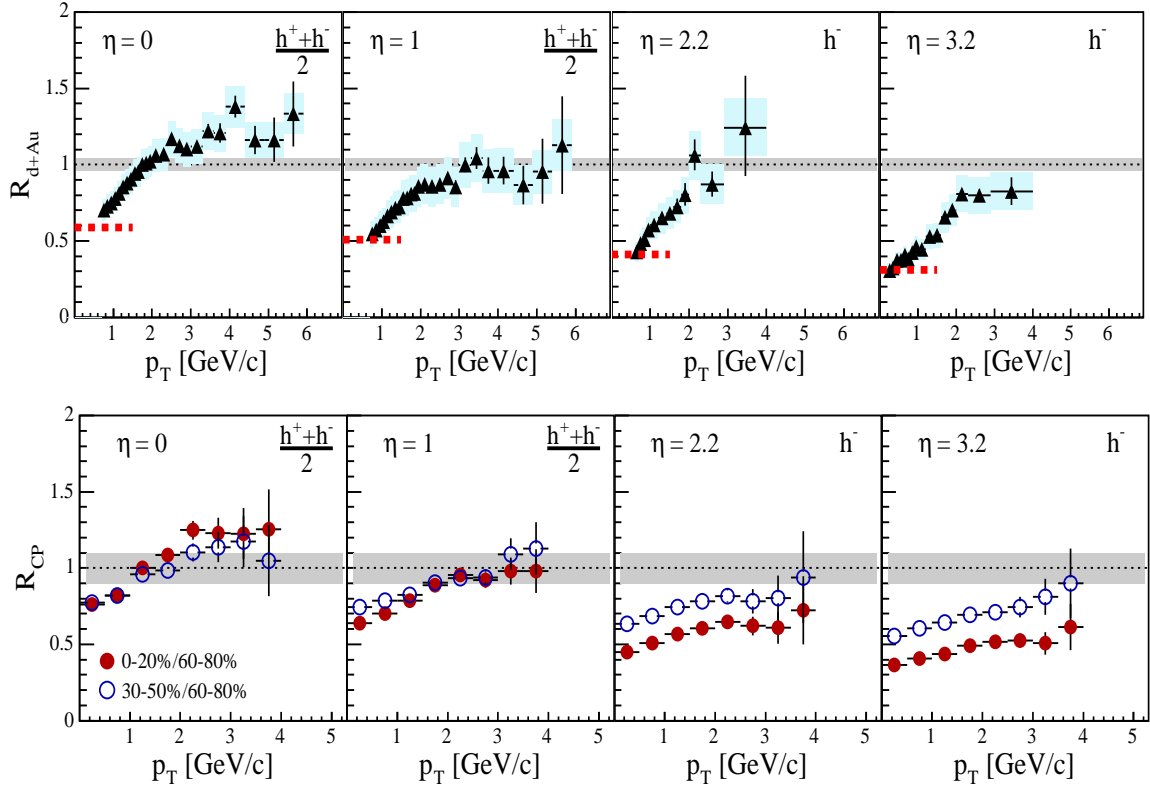 2
1.5
1
0.5
0
R_{d+Au}
η = 0
h⁺+h⁻
2
η = 1
h⁺+h⁻
2
η = 2.2
h⁻
η = 3.2
h⁻
1 2 3 4 5 6
1 2 3 4 5 6
1 2 3 4 5 6
1 2 3 4 5 6
p_T [GeV/c]
p_T [GeV/c]
p_T [GeV/c]
p_T [GeV/c]
2
1.5
1
0.5
0
R_{CP}
η = 0
h⁺+h⁻
2
η = 1
h⁺+h⁻
2
η = 2.2
h⁻
η = 3.2
h⁻
0-20%/60-80%
30-50%/60-80%
1 2 3 4 5
1 2 3 4 5
1 2 3 4 5
1 2 3 4 5
p_T [GeV/c]
p_T [GeV/c]
p_T [GeV/c]
p_T [GeV/c]